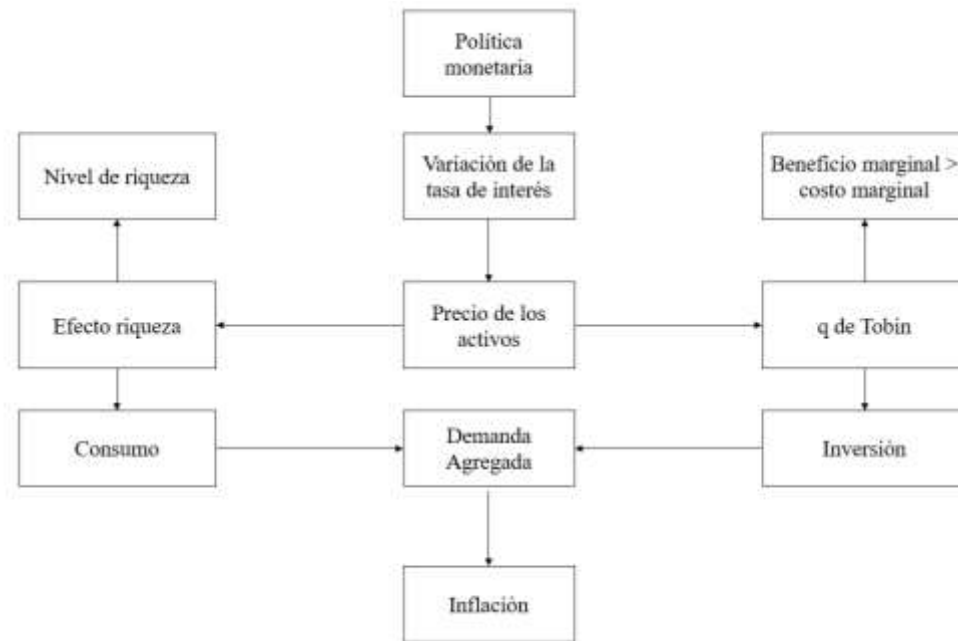 Política
monetaria
Nivel de riqueza
Variación de la
tasa de interés
Beneficio marginal >
costo marginal
Efecto riqueza
Precio de los
activos
q de Tobin
Consumo
Demanda
Agregada
Inversión
Inflación